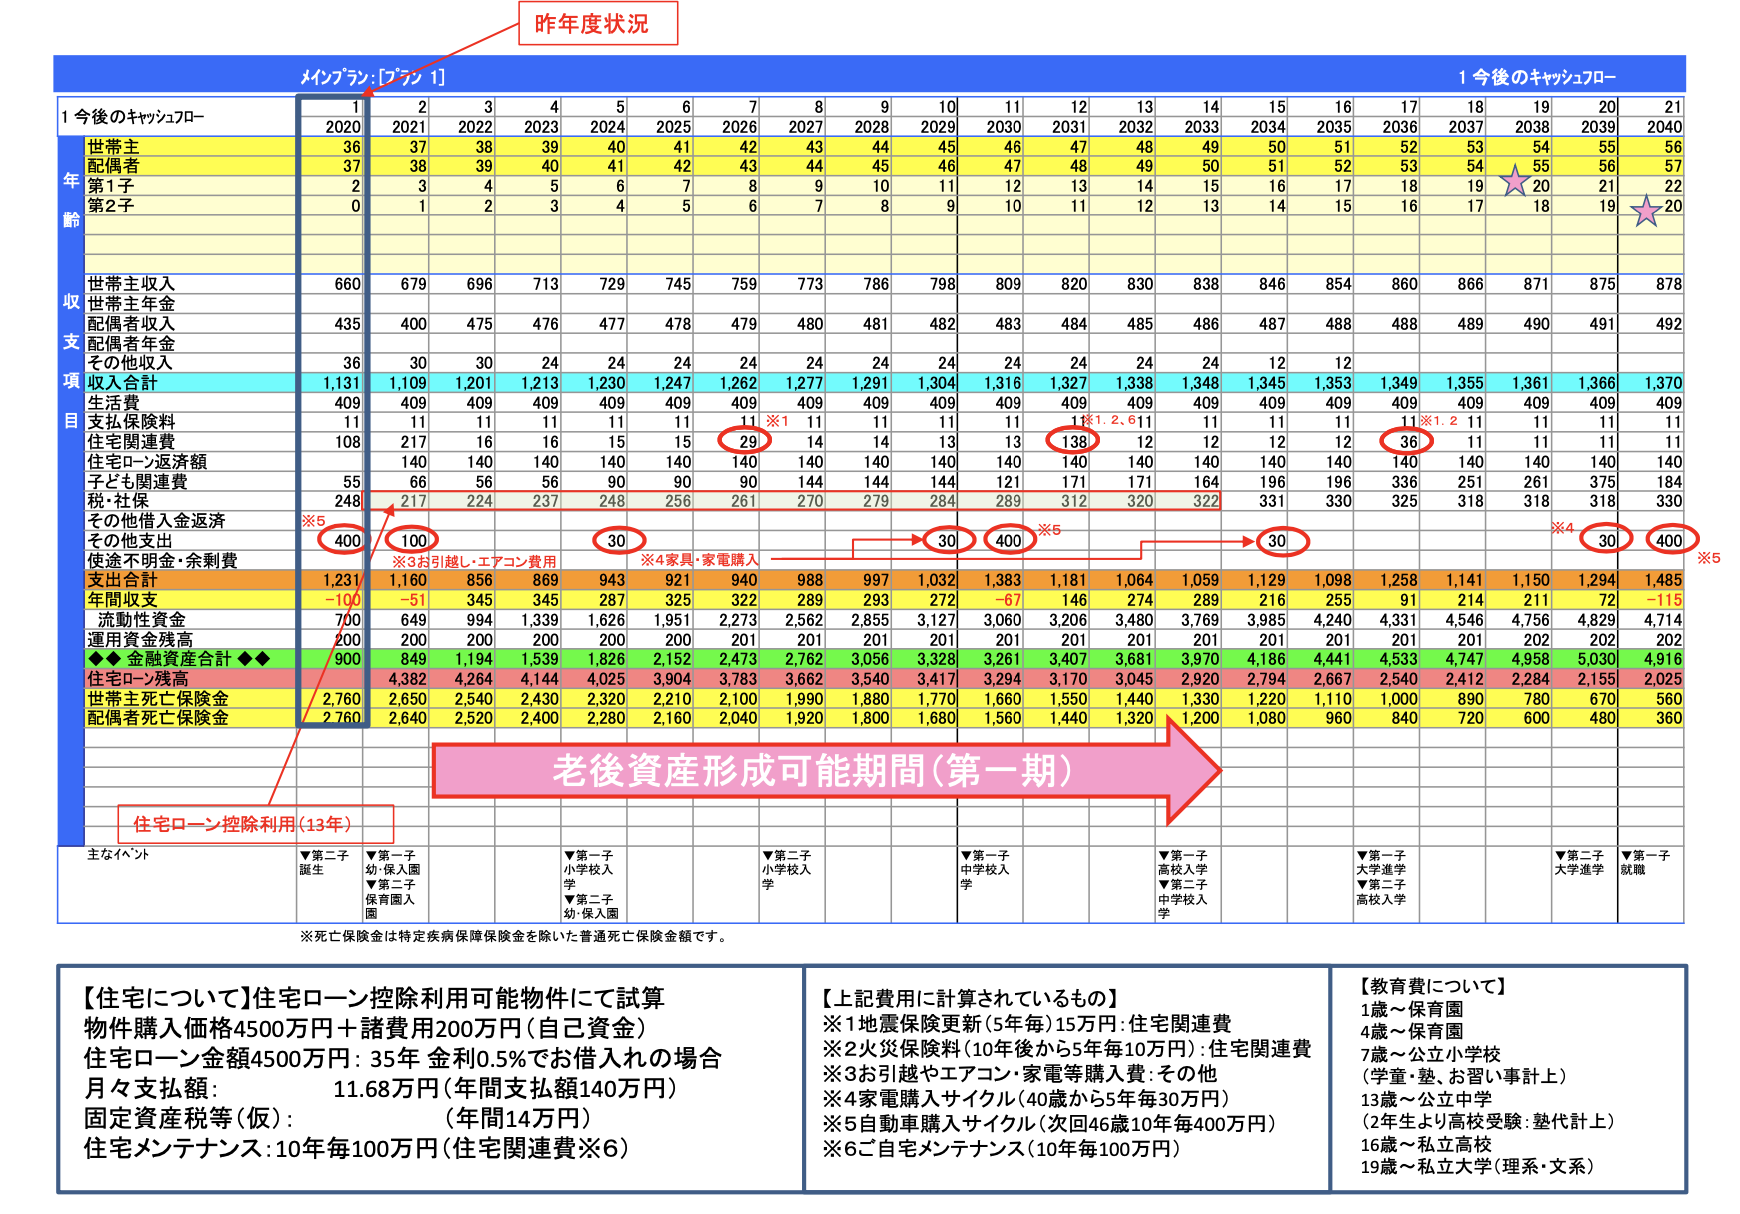 昨年度状況
メインプラン:[プラン 1] 1 今後のキャッシュフロー
1 今後のキャッシュフロー 1 2 3 4 5 6 7 8 9 10 11 12 13 14 15 16 17 18 19 20 21
2020 2021 2022 2023 2024 2025 2026 2027 2028 2029 2030 2031 2032 2033 2034 2035 2036 2037 2038 2039 2040
年齢
世帯主 36 37 38 39 40 41 42 43 44 45 46 47 48 49 50 51 52 53 54 55 56
配偶者 37 38 39 40 41 42 43 44 45 46 47 48 49 50 51 52 53 54 55 56 57
第1子 2 3 4 5 6 7 8 9 10 11 12 13 14 15 16 17 18 19 20 21 22
第2子 0 1 2 3 4 5 6 7 8 9 10 11 12 13 14 15 16 17 18 19 20
収支項目
世帯主収入 660 679 696 713 729 745 759 773 786 798 809 820 830 838 846 854 860 866 871 875 878
世帯主年金
配偶者収入 435 400 475 476 477 478 479 480 481 482 483 484 485 486 487 488 488 489 490 491 492
配偶者年金
その他収入 36 30 30 24 24 24 24 24 24 24 24 24 24 24 12 12
収入合計 1,131 1,109 1,201 1,213 1,230 1,247 1,262 1,277 1,291 1,304 1,316 1,327 1,338 1,348 1,345 1,353 1,349 1,355 1,361 1,366 1,370
生活費 409 409 409 409 409 409 409 409 409 409 409 409 409 409 409 409 409 409 409 409 409
支払保険料 11 11 11 11 11 11 11 ※1 11 11 11 11 11 ※1. 2、6 11 11 11 11 11 ※1. 2 11 11 11 11
住宅関連費 108 217 16 16 15 15 29 14 14 13 13 138 12 12 12 12 36 11 11 11 11
住宅ローン返済額 140 140 140 140 140 140 140 140 140 140 140 140 140 140 140 140 140 140 140 140
子ども関連費 55 66 56 56 90 90 90 144 144 144 121 171 171 164 196 196 336 251 261 375 184
税・社保 248 217 224 237 248 256 261 270 279 284 289 312 320 322 331 330 325 318 318 318 330
その他借入金返済 ※5 ※5 ※4
その他支出 400 100 30 30 400 30 30 400
使途不明金・余剰費 ※3お引越し・エアコン費用 ※4家具・家電購入 ※5
支出合計 1,231 1,160 856 869 943 921 940 988 997 1,032 1,383 1,181 1,064 1,059 1,129 1,098 1,258 1,141 1,150 1,294 1,485
年間収支 −100 −51 345 345 287 325 322 289 293 272 −67 146 274 289 216 255 91 214 211 72 −115
流動性資金 700 649 994 1,339 1,626 1,951 2,273 2,562 2,855 3,127 3,060 3,206 3,480 3,769 3,985 4,240 4,331 4,546 4,756 4,829 4,714
運用資金残高 200 200 200 200 200 200 201 201 201 201 201 201 201 201 201 201 201 201 202 202 202
◆◆ 金融資産合計 ◆◆ 900 849 1,194 1,539 1,826 2,152 2,473 2,762 3,056 3,328 3,261 3,407 3,681 3,970 4,186 4,441 4,533 4,747 4,958 5,030 4,916
住宅ローン残高 4,382 4,264 4,144 4,025 3,904 3,783 3,662 3,540 3,417 3,294 3,170 3,045 2,920 2,794 2,667 2,540 2,412 2,284 2,155 2,025
世帯主死亡保険金 2,760 2,650 2,540 2,430 2,320 2,210 2,100 1,990 1,880 1,770 1,660 1,550 1,440 1,330 1,220 1,110 1,000 890 780 670 560
配偶者死亡保険金 2,760 2,640 2,520 2,400 2,280 2,160 2,040 1,920 1,800 1,680 1,560 1,440 1,320 1,200 1,080 960 840 720 600 480 360
老後資産形成可能期間(第一期)
住宅ローン控除利用(13年)
主なイベント
▼第二子
誕生
▼第一子
幼・保入園
▼第二子
保育園入
園
▼第一子
小学校入
学
▼第二子
幼・保入園
▼第二子
小学校入
学
▼第一子
中学校入
学
▼第一子
高校入学
▼第二子
中学校入
学
▼第一子
大学進学
▼第二子
高校入学
▼第二子
大学進学
▼第一子
就職
※死亡保険金は特定疾病保障保険金を除いた普通死亡保険金額です。
【住宅について】住宅ローン控除利用可能物件にて試算
物件購入価格4500万円＋諸費用200万円(自己資金)
住宅ローン金額4500万円: 35年 金利0.5%でお借入れの場合
月々支払額: 11.68万円(年間支払額140万円)
固定資産税等(仮): (年間14万円)
住宅メンテナンス:10年毎100万円(住宅関連費※6)
【上記費用に計算されているもの】
※1地震保険更新(5年毎)15万円:住宅関連費
※2火災保険料(10年後から5年毎10万円):住宅関連費
※3お引越やエアコン・家電等購入費:その他
※4家電購入サイクル(40歳から5年毎30万円)
※5自動車購入サイクル(次回46歳10年毎400万円)
※6ご自宅メンテナンス(10年毎100万円)
【教育費について】
1歳～保育園
4歳～保育園
7歳～公立小学校
(学童・塾、お習い事計上)
13歳～公立中学
(2年生より高校受験:塾代計上)
16歳～私立高校
19歳～私立大学(理系・文系)